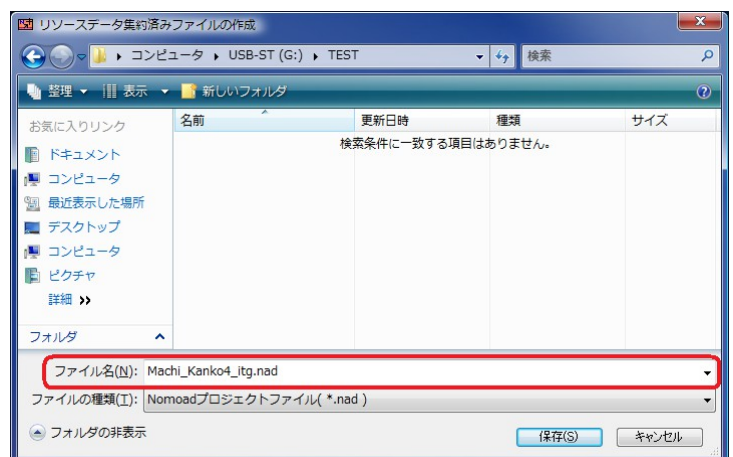 リソースデータ集約済みファイルの作成
コンピュータ ▸ USB-ST (G:) ▸ TEST
検索
整理 表示 新しいフォルダ
お気に入りリンク
名前 更新日時 種類 サイズ
検索条件に一致する項目はありません。
ドキュメント
コンピュータ
最近表示した場所
デスクトップ
コンピュータ
ピクチャ
詳細 »
フォルダ
ファイル名(N): Machi_Kanko4_itg.nad
ファイルの種類(T): Nomoadプロジェクトファイル( *.nad )
フォルダの非表示
保存(S) キャンセル